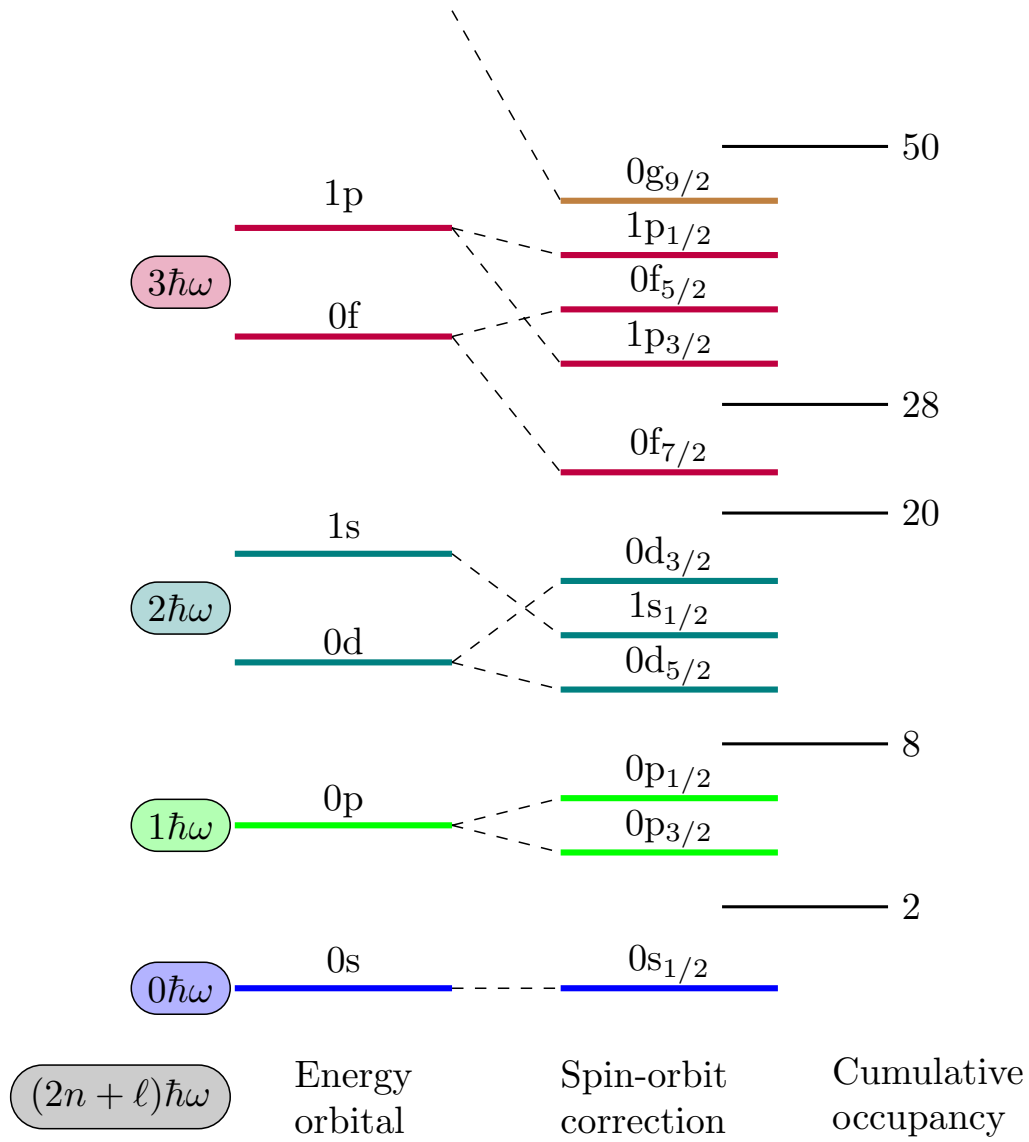 50
0g9/2
1p
1p1/2
3ℏω
0f5/2
0f
1p3/2
28
0f7/2
20
1s
0d3/2
2ℏω
1s1/2
0d
0d5/2
8
0p1/2
0p
1ℏω
0p3/2
2
0s
0s1/2
0ℏω
(2n + ℓ)ℏω
Energy
orbital
Spin-orbit
correction
Cumulative
occupancy